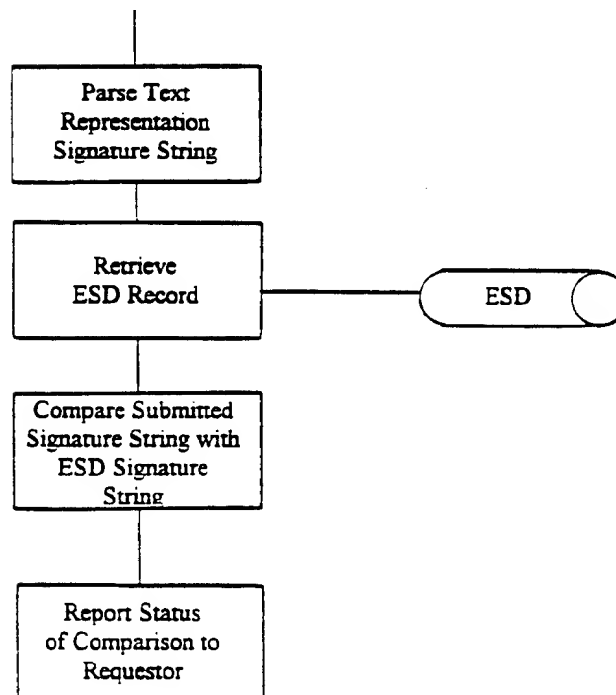 Parse Text
Representation
Signature String
Retrieve
ESD Record
ESD
Compare Submitted
Signature String with
ESD Signature
String
Report Status
of Comparison to
Requestor